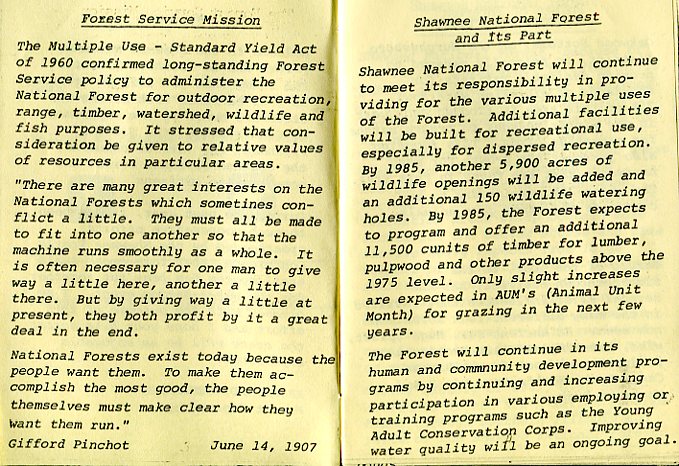 Forest Service Mission
The Multiple Use - Standard Yield Act
of 1960 confirmed long-standing Forest
Service policy to administer the
National Forest for outdoor recreation,
range, timber, watershed, wildlife and
fish purposes. It stressed that con-
sideration be given to relative values
of resources in particular areas.
"There are many great interests on the
National Forests which sometines con-
flict a little. They must all be made
to fit into one another so that the
machine runs smoothly as a whole. It
is often necessary for one man to give
way a little here, another a little
there. But by giving way a little at
present, they both profit by it a great
deal in the end.
National Forests exist today because the
people want them. To make them ac-
complish the most good, the people
themselves must make clear how they
want them run."
Gifford Pinchot June 14, 1907
Shawnee National Forest
and Its Part
Shawnee National Forest will continue
to meet its responsibility in pro-
viding for the various multiple uses
of the Forest. Additional facilities
will be built for recreational use,
especially for dispersed recreation.
By 1985, another 5,900 acres of
wildlife openings will be added and
an additional 150 wildlife watering
holes. By 1985, the Forest expects
to program and offer an additional
11,500 cunits of timber for lumber,
pulpwood and other products above the
1975 level. Only slight increases
are expected in AUM's (Animal Unit
Month) for grazing in the next few
years.
The Forest will continue in its
human and commnunity development pro-
grams by continuing and increasing
participation in various employing or
training programs such as the Young
Adult Conservation Corps. Improving
water quality will be an ongoing goal.